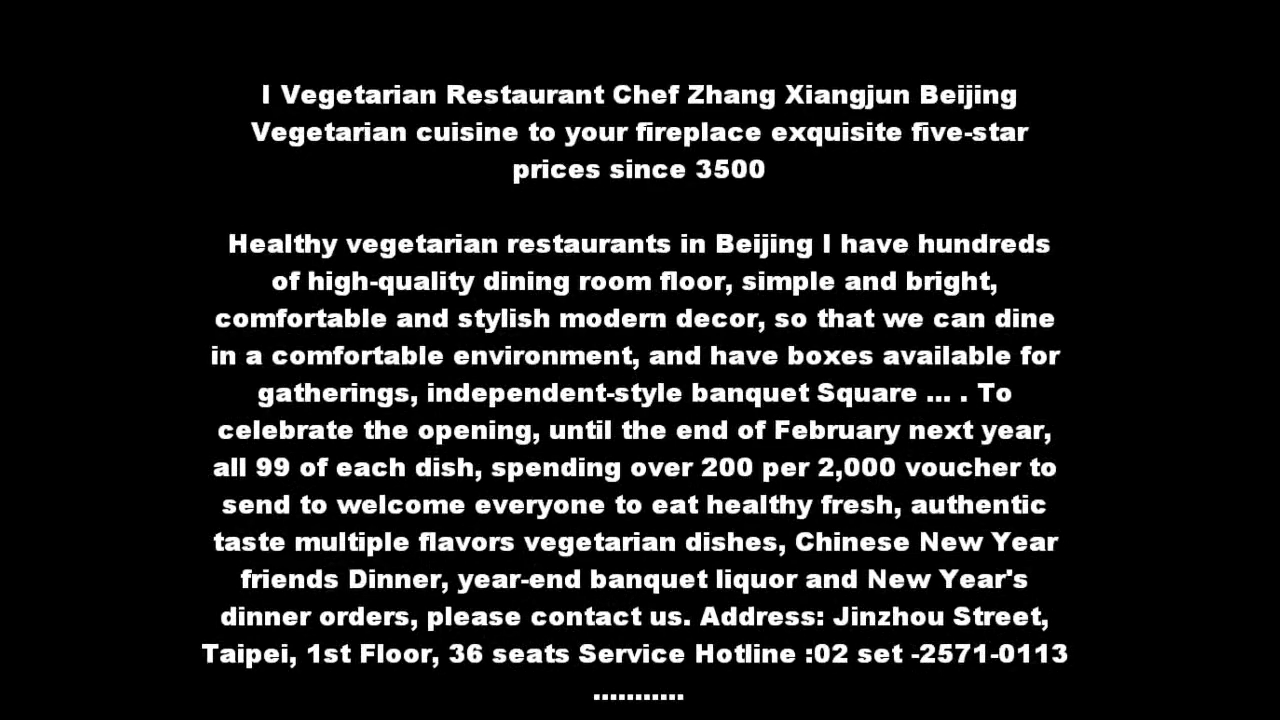 I Vegetarian Restaurant Chef Zhang Xiangjun Beijing
Vegetarian cuisine to your fireplace exquisite five-star
prices since 3500
Healthy vegetarian restaurants in Beijing I have hundreds
of high-quality dining room floor, simple and bright,
comfortable and stylish modern decor, so that we can dine
in a comfortable environment, and have boxes available for
gatherings, independent-style banquet Square ... . To
celebrate the opening, until the end of February next year,
all 99 of each dish, spending over 200 per 2,000 voucher to
send to welcome everyone to eat healthy fresh, authentic
taste multiple flavors vegetarian dishes, Chinese New Year
friends Dinner, year-end banquet liquor and New Year's
dinner orders, please contact us. Address: Jinzhou Street,
Taipei, 1st Floor, 36 seats Service Hotline :02 set -2571-0113
...........